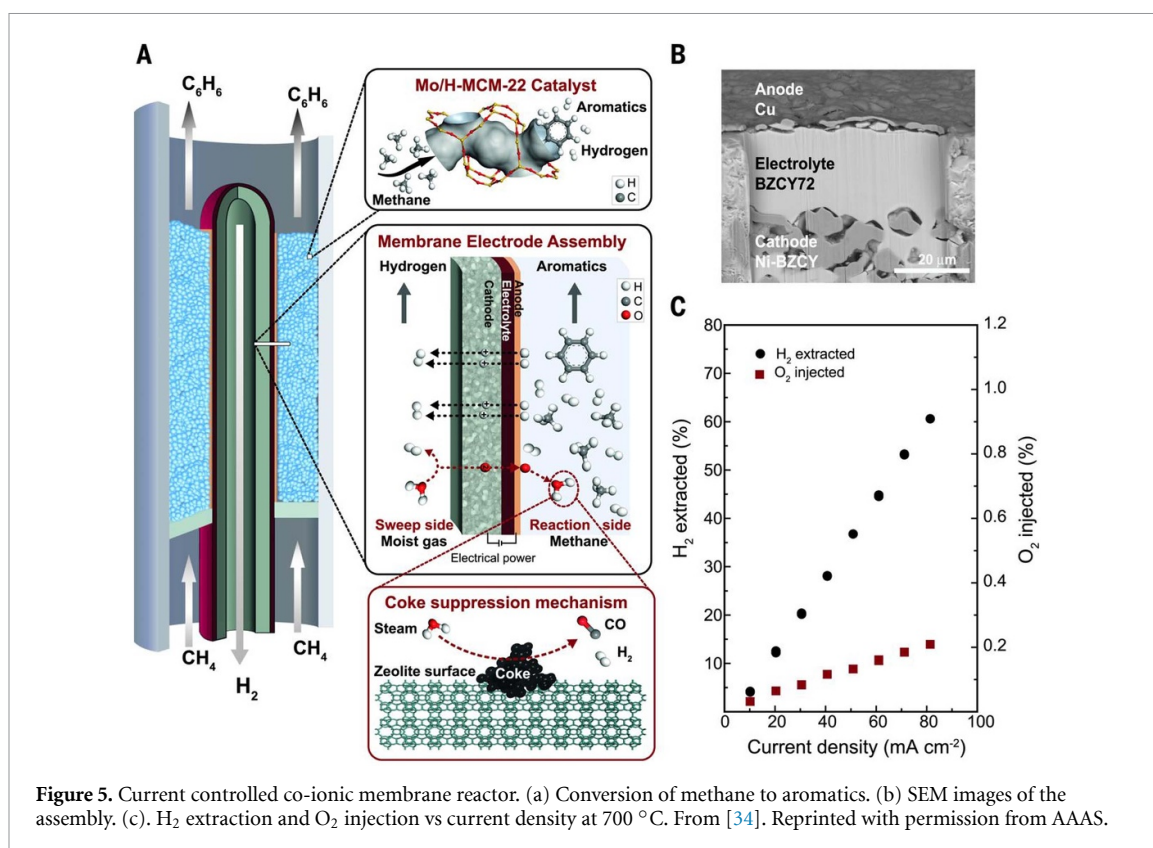 A
C6H6
C6H6
CH4
H2
CH4
Mo/H-MCM-22 Catalyst
Aromatics
Hydrogen
Methane
H
C
Membrane Electrode Assembly
Hydrogen
Aromatics
Cathode
Electrolyte
Anode
H
C
O
+
+
Sweep side
Moist gas
Reaction side
Methane
Electrical power
Coke suppression mechanism
Steam
CO
H2
Zeolite surface
Coke
B
Anode
Cu
Electrolyte
BZCY72
Cathode
Ni-BZCY
20 μm
C
H2 extracted
O2 injected
H2 extracted (%)
80
70
60
50
40
30
20
10
O2 injected (%)
1.2
1.0
0.8
0.6
0.4
0.2
0 20 40 60 80 100
Current density (mA cm-2)
Figure 5. Current controlled co-ionic membrane reactor. (a) Conversion of methane to aromatics. (b) SEM images of the
assembly. (c). H2 extraction and O2 injection vs current density at 700 °C. From [34]. Reprinted with permission from AAAS.